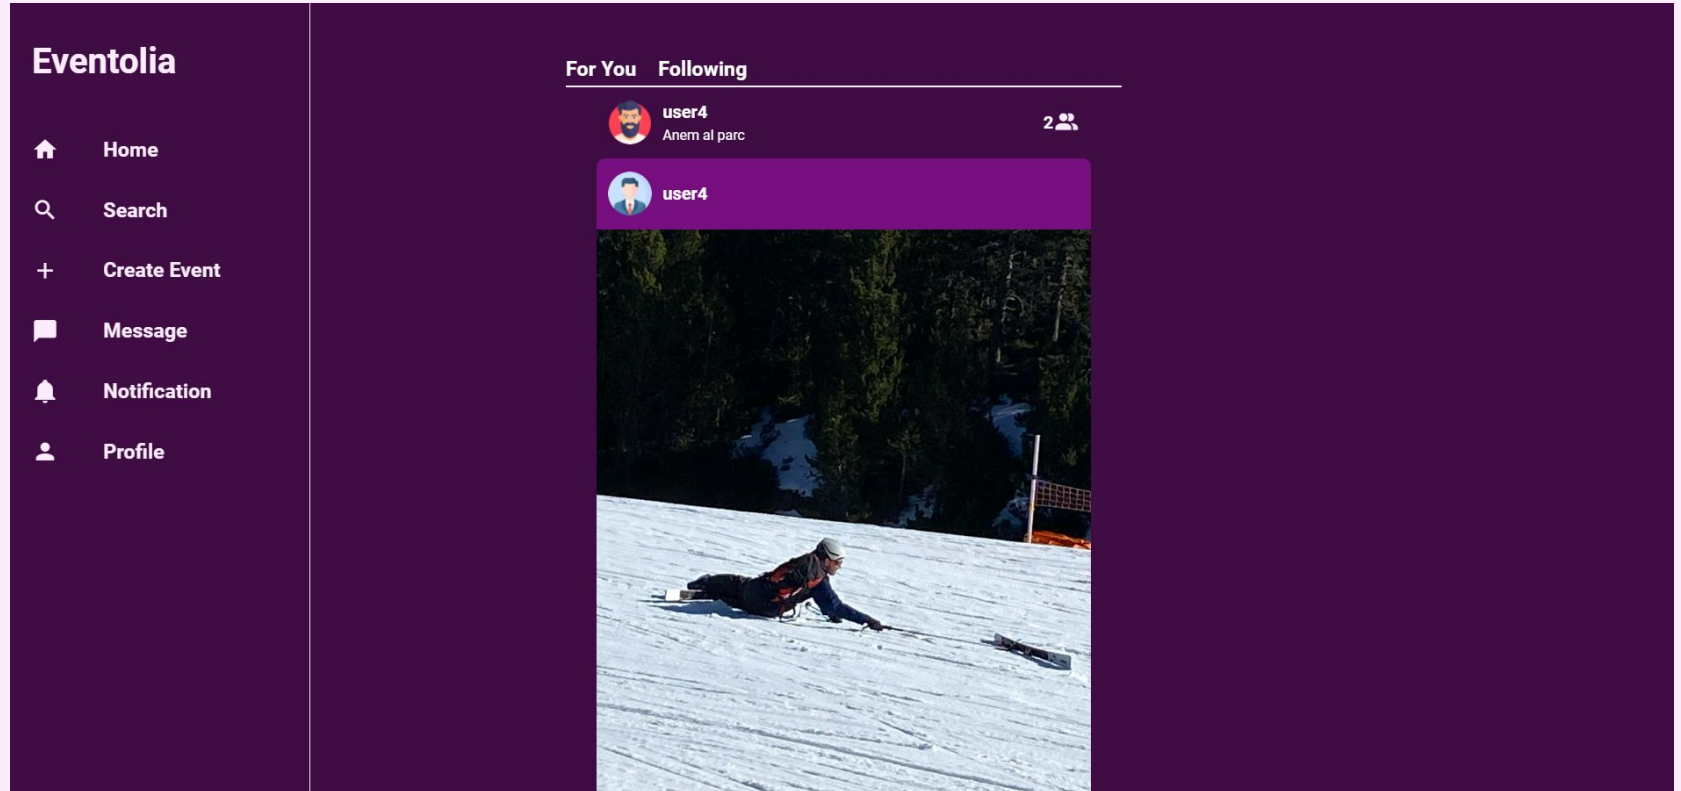 Eventolia
Home
Search
Create Event
Message
Notification
Profile
For You Following
user4
Anem al parc
2
user4